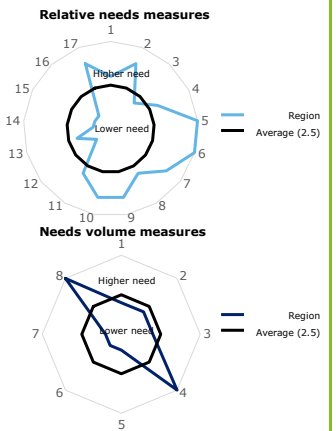 Relative needs measures
1
17
2
16
3
Higher need
15
4
14
Lower need
5
Region
Average (2.5)
13
6
12
7
11
8
10
9
Needs volume measures
1
8
Higher need
2
7
Lower need
3
Region
Average (2.5)
6
4
5